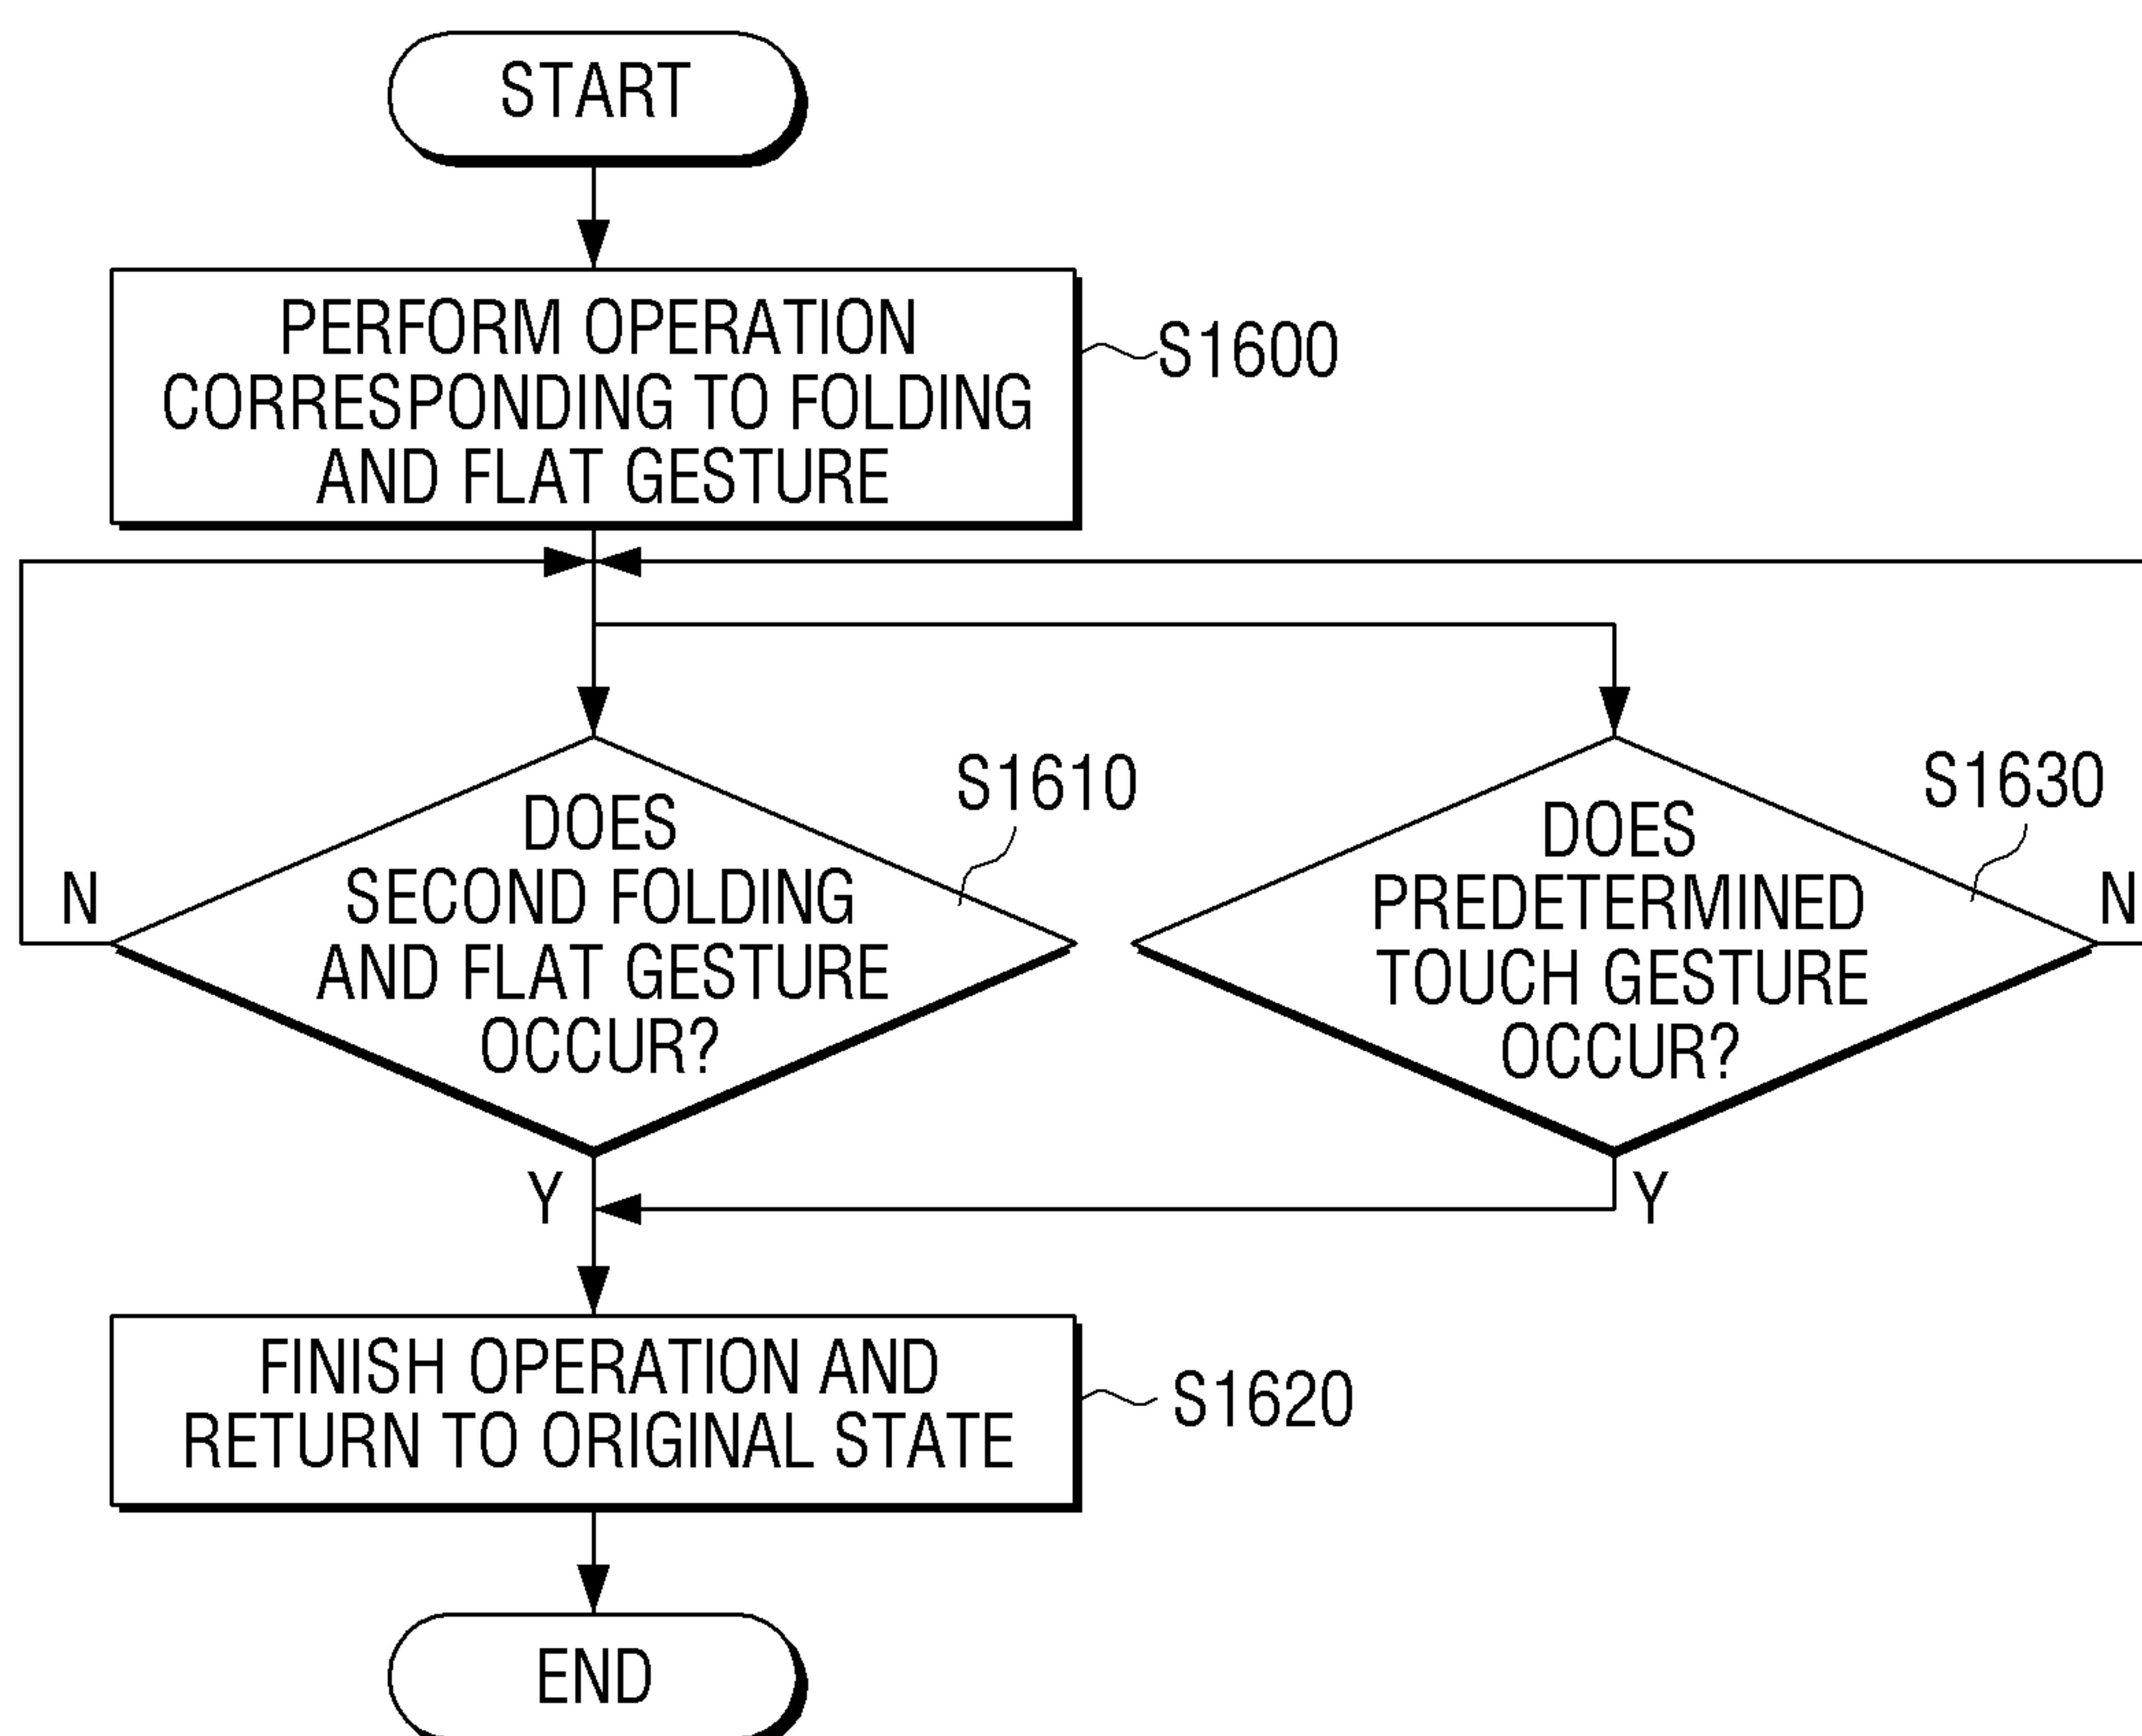 START
PERFORM OPERATION
CORRESPONDING TO FOLDING
AND FLAT GESTURE
S1600
S1610
DOES
SECOND FOLDING
AND FLAT GESTURE
OCCUR?
N
Y
S1630
DOES
PREDETERMINED
TOUCH GESTURE
OCCUR?
N
Y
FINISH OPERATION AND
RETURN TO ORIGINAL STATE
S1620
END